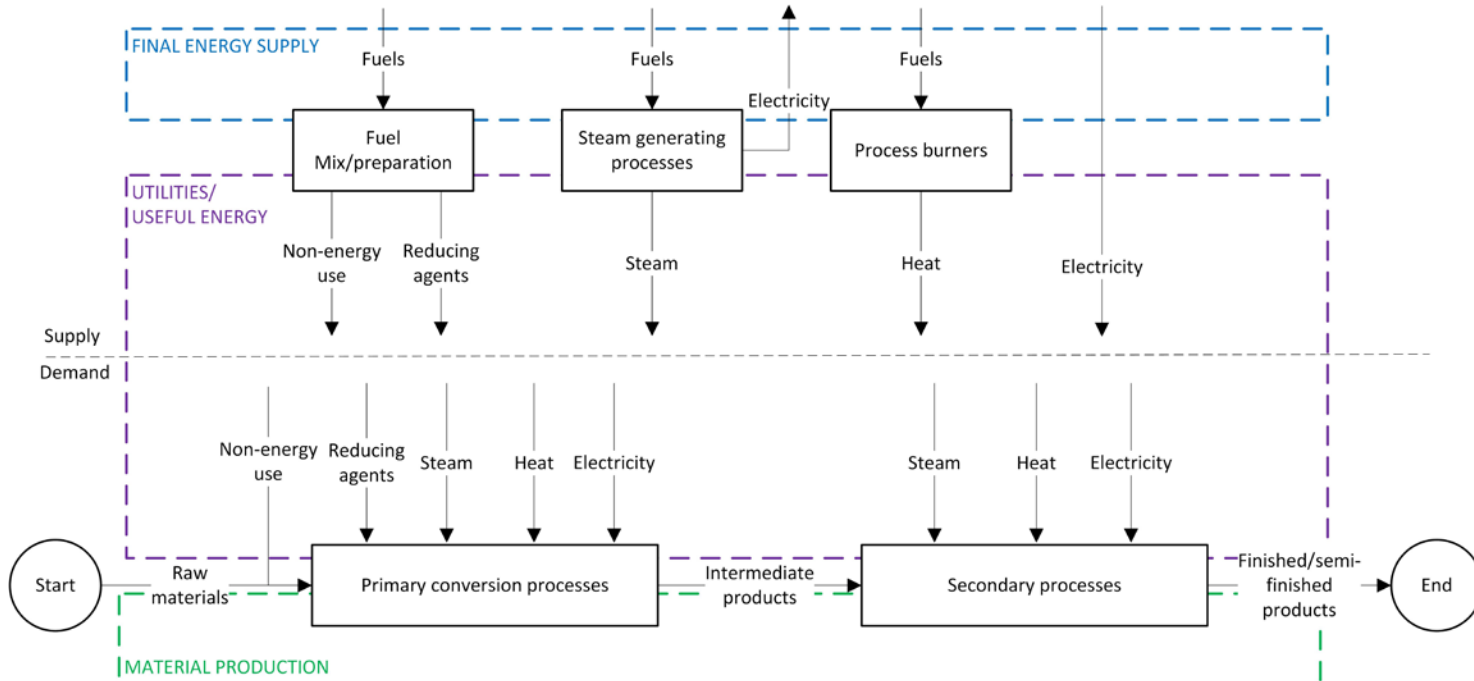 FINAL ENERGY SUPPLY
Fuels
Fuels
Fuels
Electricity
Fuel
Mix/preparation
Steam generating
processes
Process burners
UTILITIES/
USEFUL ENERGY
Non-energy
use
Reducing
agents
Steam
Heat
Electricity
Supply
Demand
Non-energy
use
Reducing
agents
Steam
Heat
Electricity
Steam
Heat
Electricity
Start
Raw
materials
Primary conversion processes
Intermediate
products
Secondary processes
Finished/semi-
finished
products
End
MATERIAL PRODUCTION